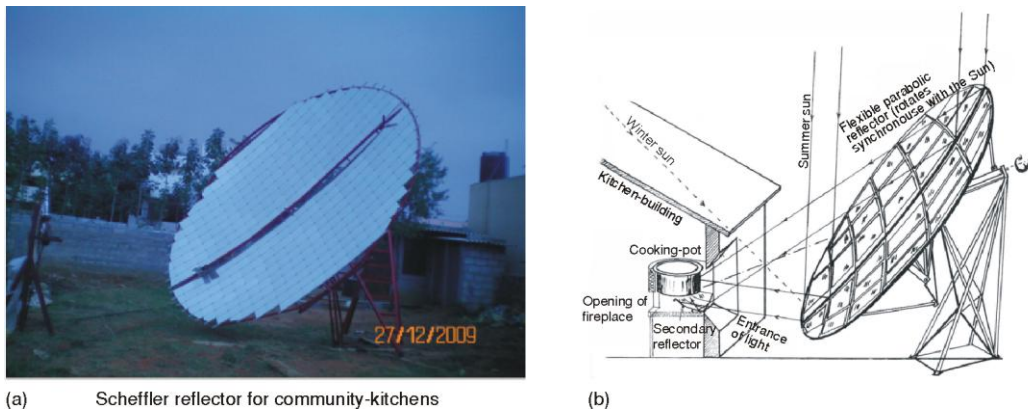 27/12/2009
(a) Scheffler reflector for community-kitchens
Winter sun
Kitchen-building
Summer sun
Flexible parabolic
reflector (rotates
synchronouse with the Sun)
Cooking-pot
Opening of
fireplace
Secondary
reflector
Entrance
of light
(b)